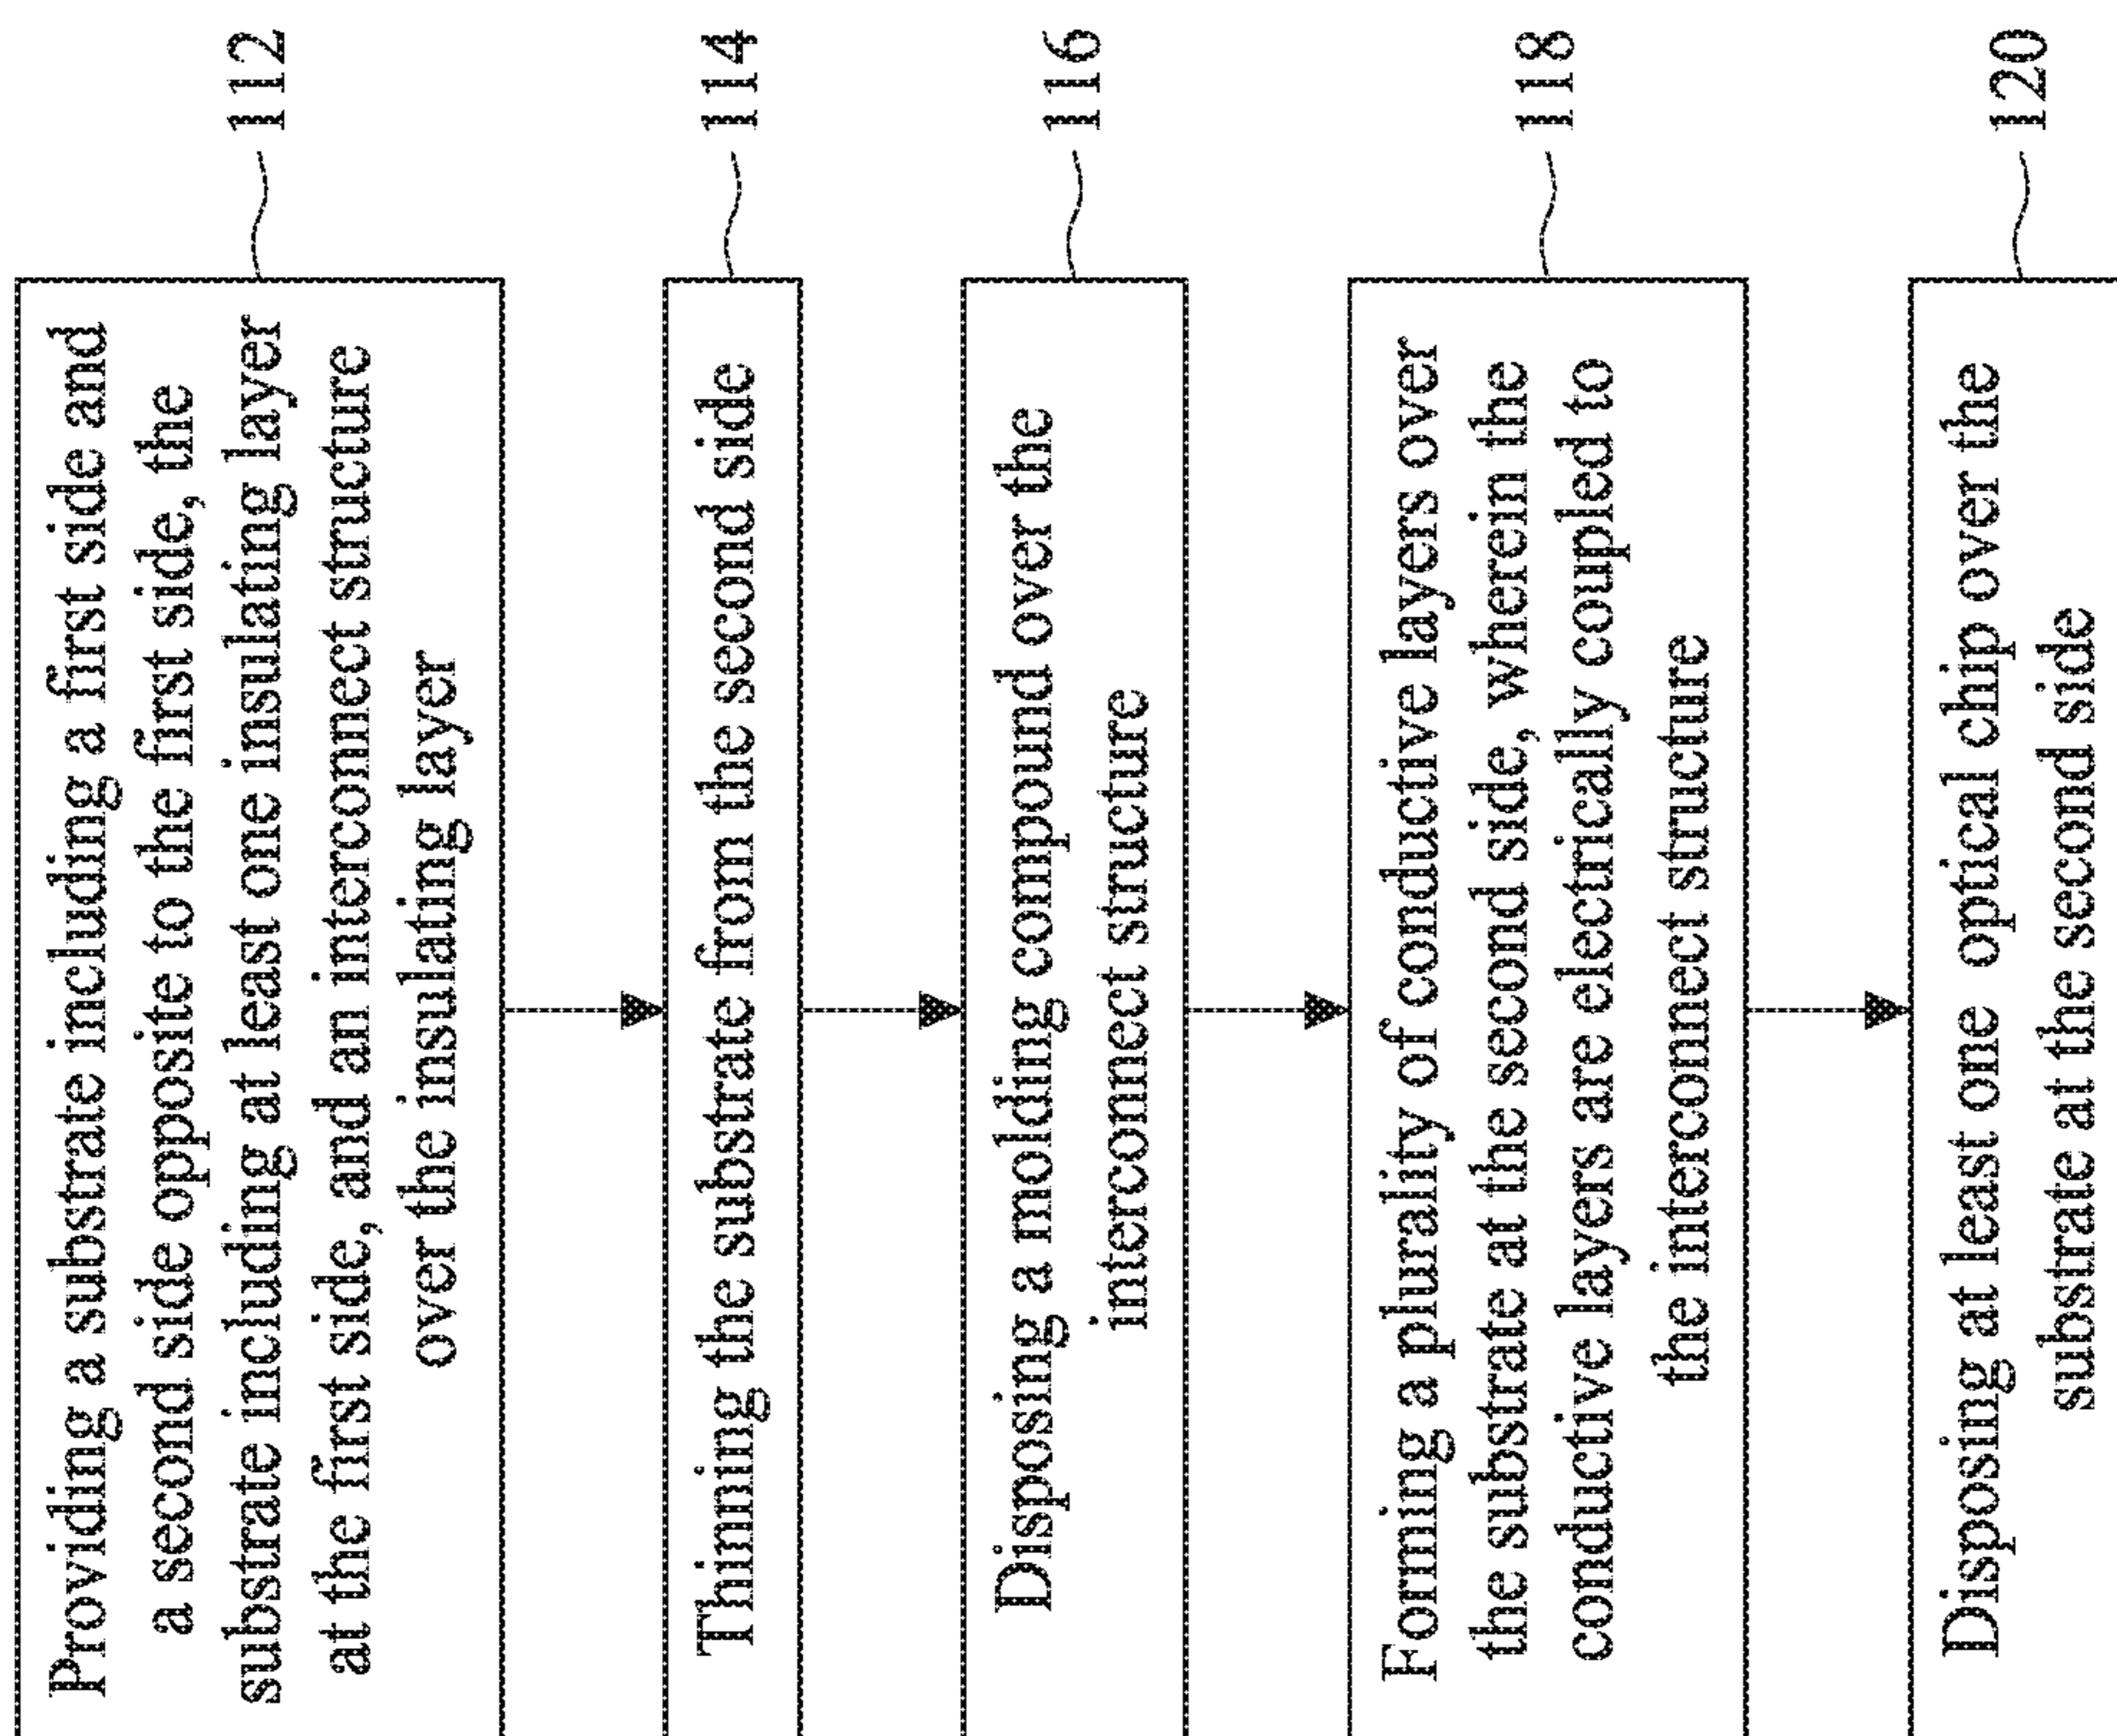 Providing a substrate including a first side and
a second side opposite to the first side, the
substrate including at least one insulating layer
at the first side, and an interconnect structure
over the insulating layer
112
Thinning the substrate from the second side
114
Disposing a molding compound over the
interconnect structure
116
Forming a plurality of conductive layers over
the substrate at the second side, wherein the
conductive layers are electrically coupled to
the interconnect structure
118
Disposing at least one optical chip over the
substrate at the second side
120